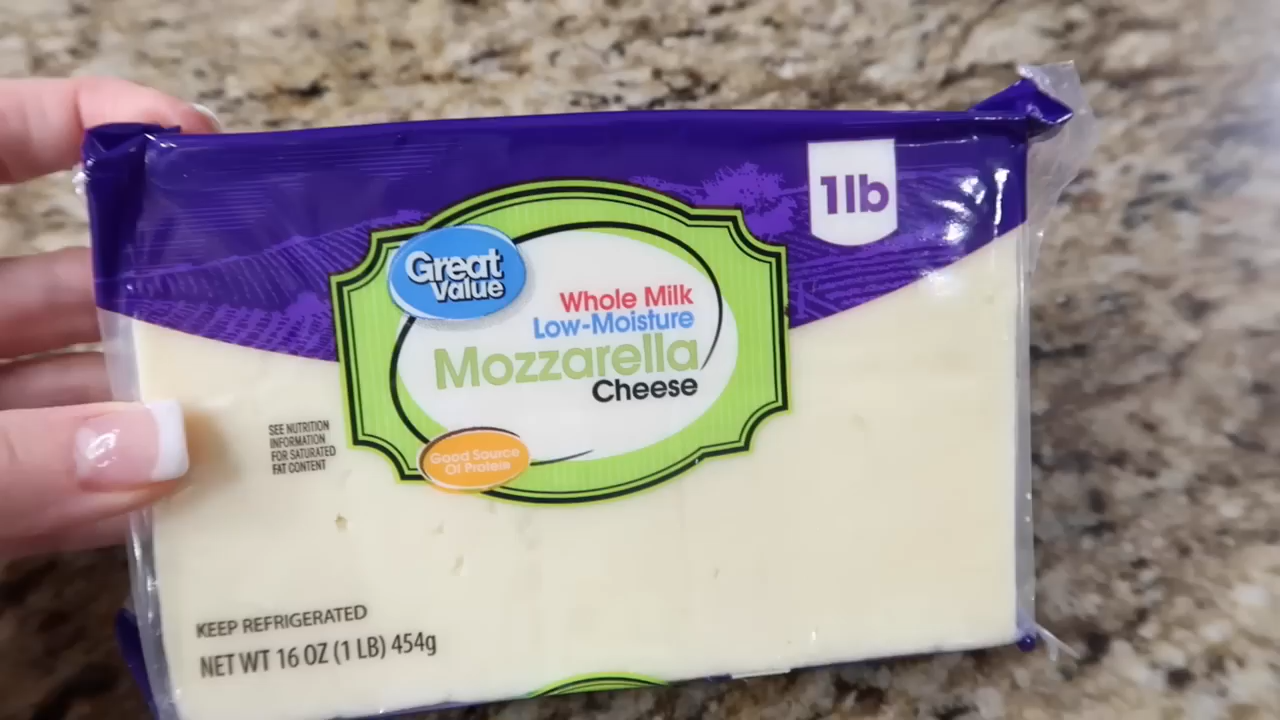 1lb
Great
Value
Whole Milk
Low-Moisture
Mozzarella
Cheese
Good Source
Of Protein
SEE NUTRITION
INFORMATION
FOR SATURATED
FAT CONTENT
KEEP REFRIGERATED
NET WT 16 OZ (1 LB) 454g